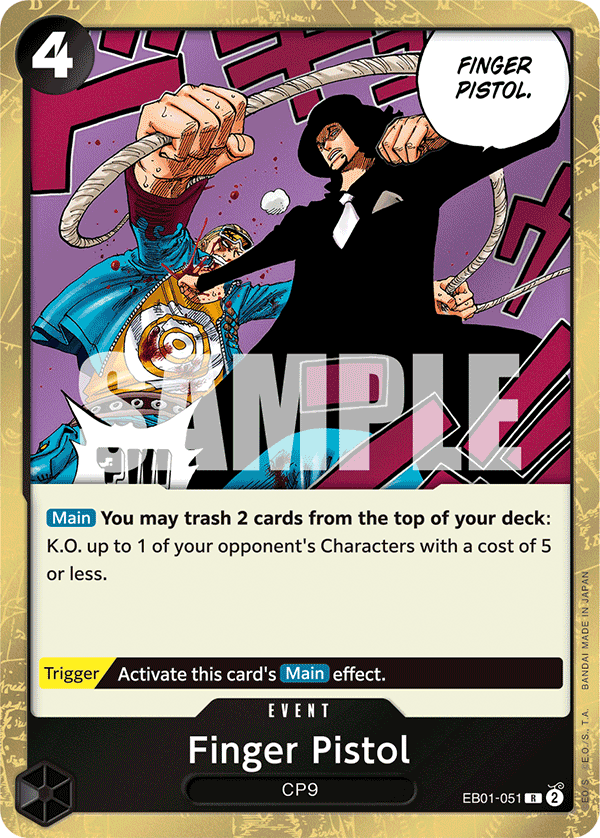 4
FINGER
PISTOL.
SAMPLE
Main You may trash 2 cards from the top of your deck:
K.O. up to 1 of your opponent's Characters with a cost of 5
or less.
Trigger Activate this card's Main effect.
EVENT
Finger Pistol
CP9
EB01-051 R 2
©E.O./S., T.A. BANDAI MADE IN JAPAN